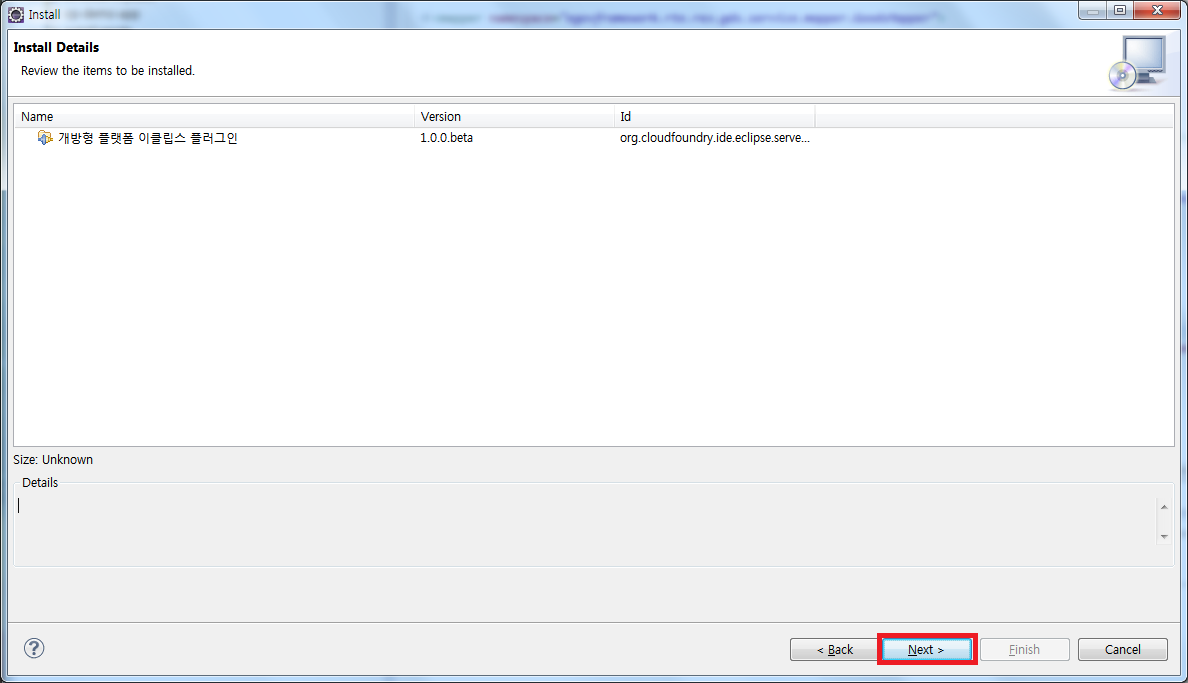 Install
Install Details
Review the items to be installed.
Name Version Id
개방형 플랫폼 이클립스 플러그인 1.0.0.beta org.cloudfoundry.ide.eclipse.serve...
Size: Unknown
Details
< Back Next > Finish Cancel